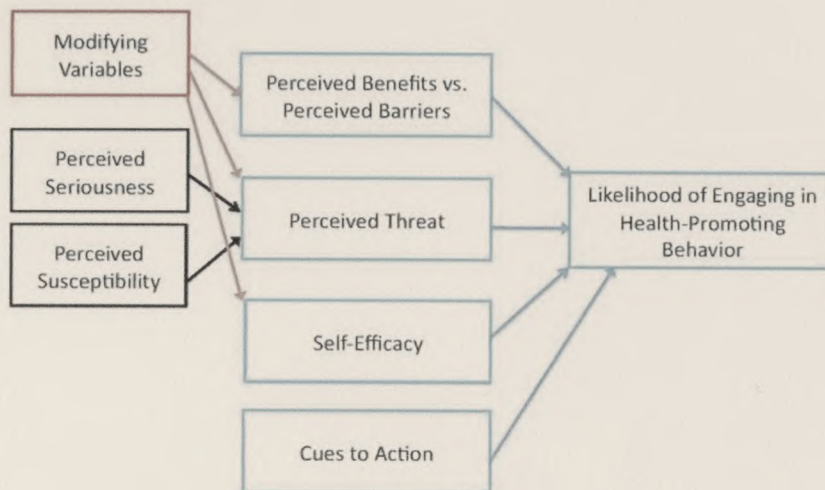 Modifying
Variables
Perceived
Seriousness
Perceived
Susceptibility
Perceived Benefits vs.
Perceived Barriers
Perceived Threat
Self-Efficacy
Cues to Action
Likelihood of Engaging in
Health-Promoting
Behavior